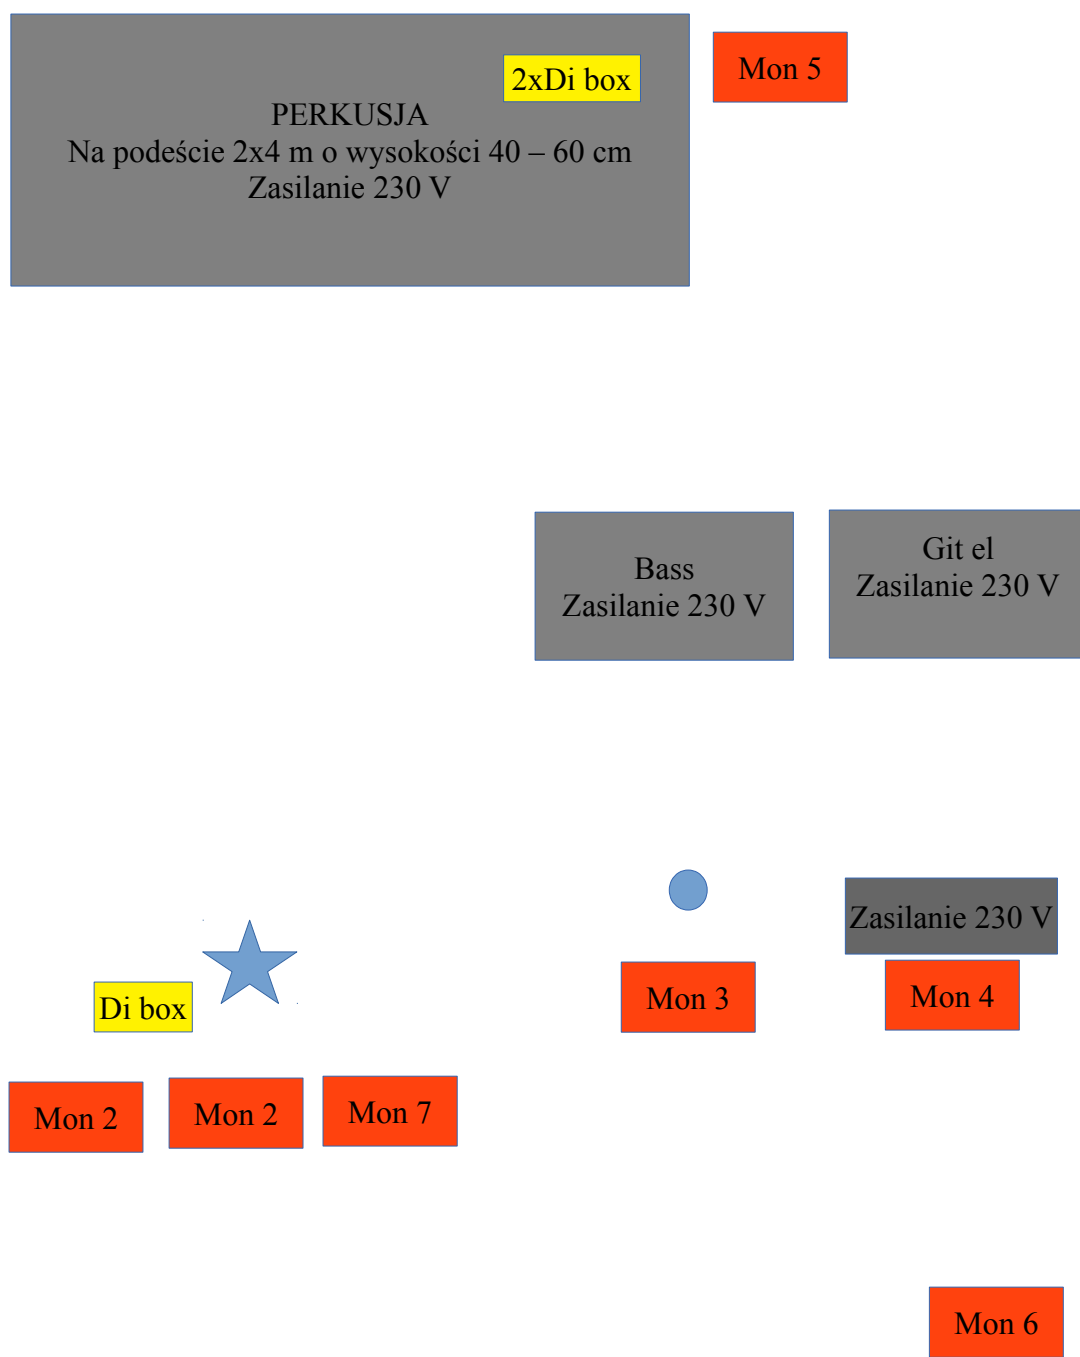 2xDi box
Mon 5
PERKUSJA
Na podeście 2x4 m o wysokości 40 – 60 cm
Zasilanie 230 V
Bass
Zasilanie 230 V
Git el
Zasilanie 230 V
Zasilanie 230 V
Di box
Mon 3
Mon 4
Mon 2
Mon 2
Mon 7
Mon 6